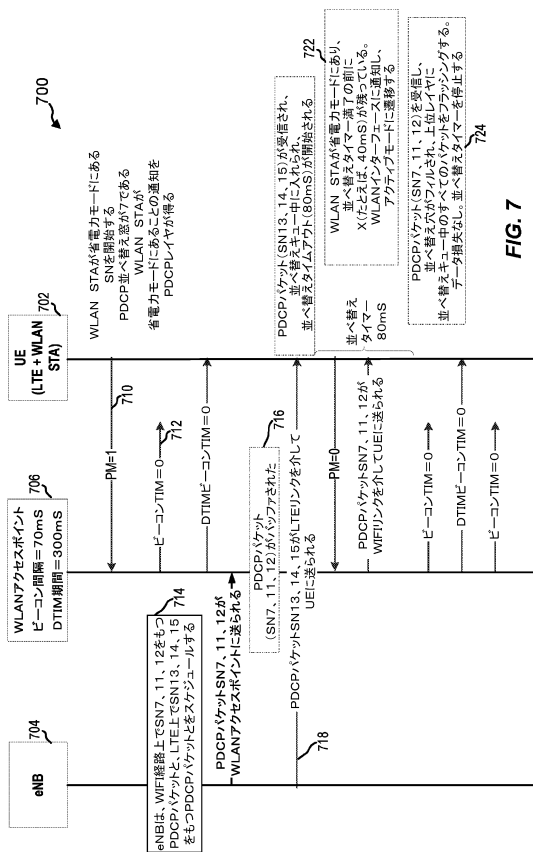 700
eNB
704
WLANアクセスポイント
ビーコン間隔=70mS
DTIM期間=300mS
706
UE
(LTE + WLAN
STA)
702
WLAN STAが省電力モードにある
SNを開始する
PDCP並べ替え窓が7である
WLAN STAが
省電力モードにあることの通知を
PDCPレイヤが得る
PM=1
710
ビーコンTIM=0
712
DTIMビーコンTIM=0
714
eNBは、WIFI経路上でSN7、11、12をもつ
PDCPパケットと、LTE上でSN13、14、15
をもつPDCPパケットとをスケジュールする
PDCPパケットSN7、11、12が
WLANアクセスポイントに送られる
716
PDCPパケット
(SN7、11、12)がバッファされた
PDCPパケットSN13、14、15がLTEリンクを介して
UEに送られる
718
PDCPパケット(SN13、14、15)が受信され、
並べ替えキュー中に入れられ、
並べ替えタイムアウト(80mS)が開始される
722
WLAN STAが省電力モードにあり、
並べ替えタイマー満了の前に
X(たとえば、40mS)が残っている。
WLANインターフェースに通知し、
アクティブモードに遷移する
PM=0
並べ替え
タイマー
80mS
PDCPパケットSN7、11、12が
WIFIリンクを介してUEに送られる
PDCPパケット(SN7、11、12)を受信し、
並べ替え穴がフィルされ、上位レイヤに
並べ替えキュー中のすべてのパケットをフラッシングする。
データ損失なし。並べ替えタイマーを停止する
724
ビーコンTIM=0
DTIMビーコンTIM=0
ビーコンTIM=0
FIG. 7